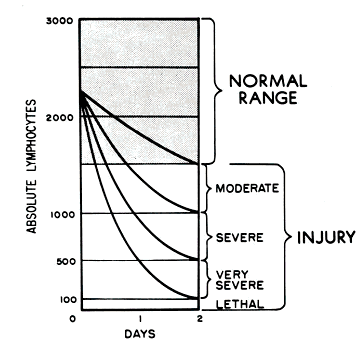 3000
2000
1000
500
100
0
1
2
DAYS
ABSOLUTE LYMPHOCYTES
NORMAL
RANGE
MODERATE
SEVERE
VERY
SEVERE
LETHAL
INJURY